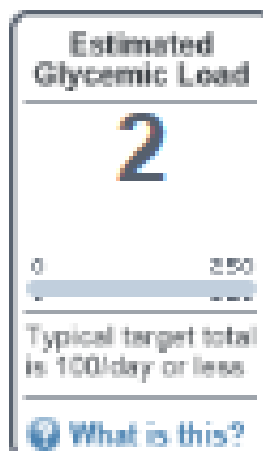 Estimated
Glycemic Load
2
0 250
Typical target total
is 100/day or less
What is this?